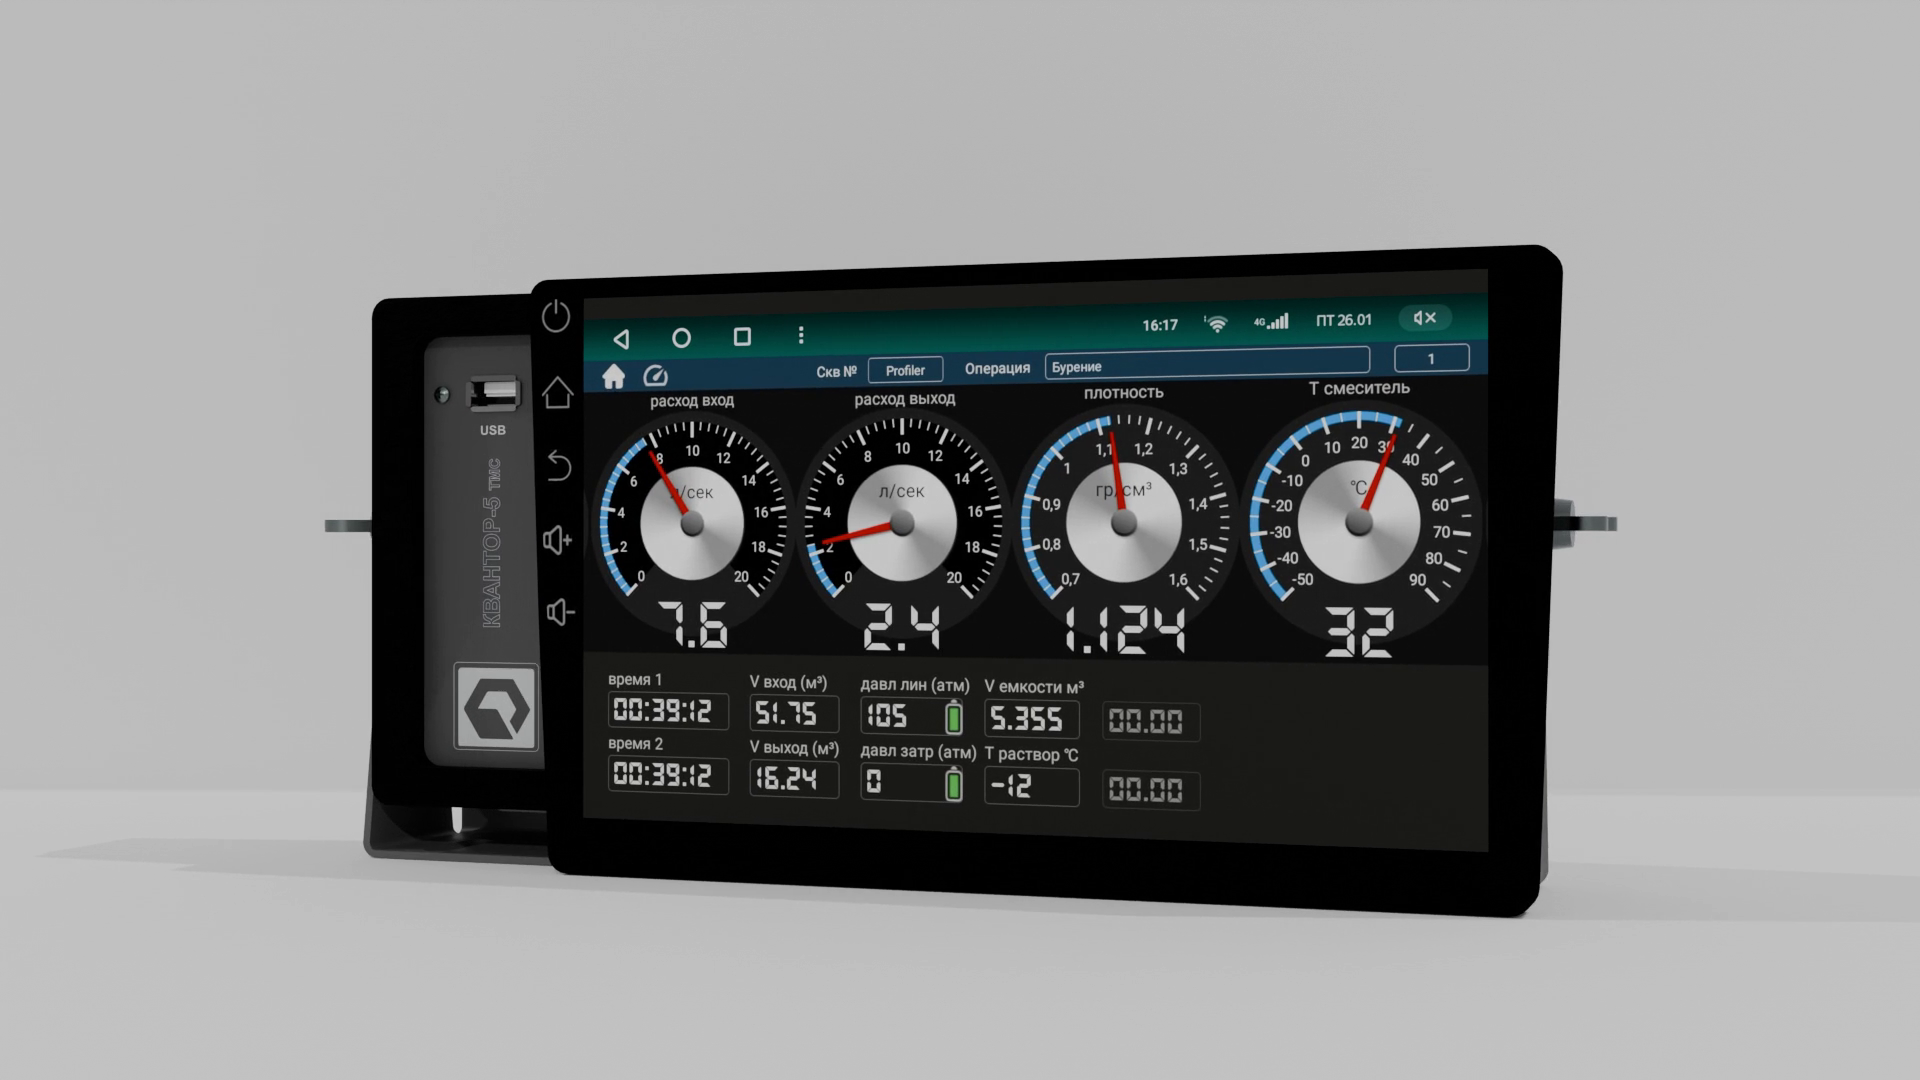 USB
КВАНТОР-5 ТМС
16:17 4G ПТ 26.01
Скв № Profiler Операция Бурение 1
расход вход
0 2 4 6 8 10 12 14 16 18 20
л/сек
7.6
расход выход
0 2 4 6 8 10 12 14 16 18 20
л/сек
2.4
плотность
0,7 0,8 0,9 1 1,1 1,2 1,3 1,4 1,5 1,6
гр/см³
1.124
Т смеситель
-50 -40 -30 -20 -10 0 10 20 30 40 50 60 70 80 90
°C
32
время 1 V вход (м³) давл лин (атм) V емкости м³
00:39:12 51.75 105 5.355 00.00
время 2 V выход (м³) давл затр (атм) Т раствор °C
00:39:12 16.24 0 -12 00.00